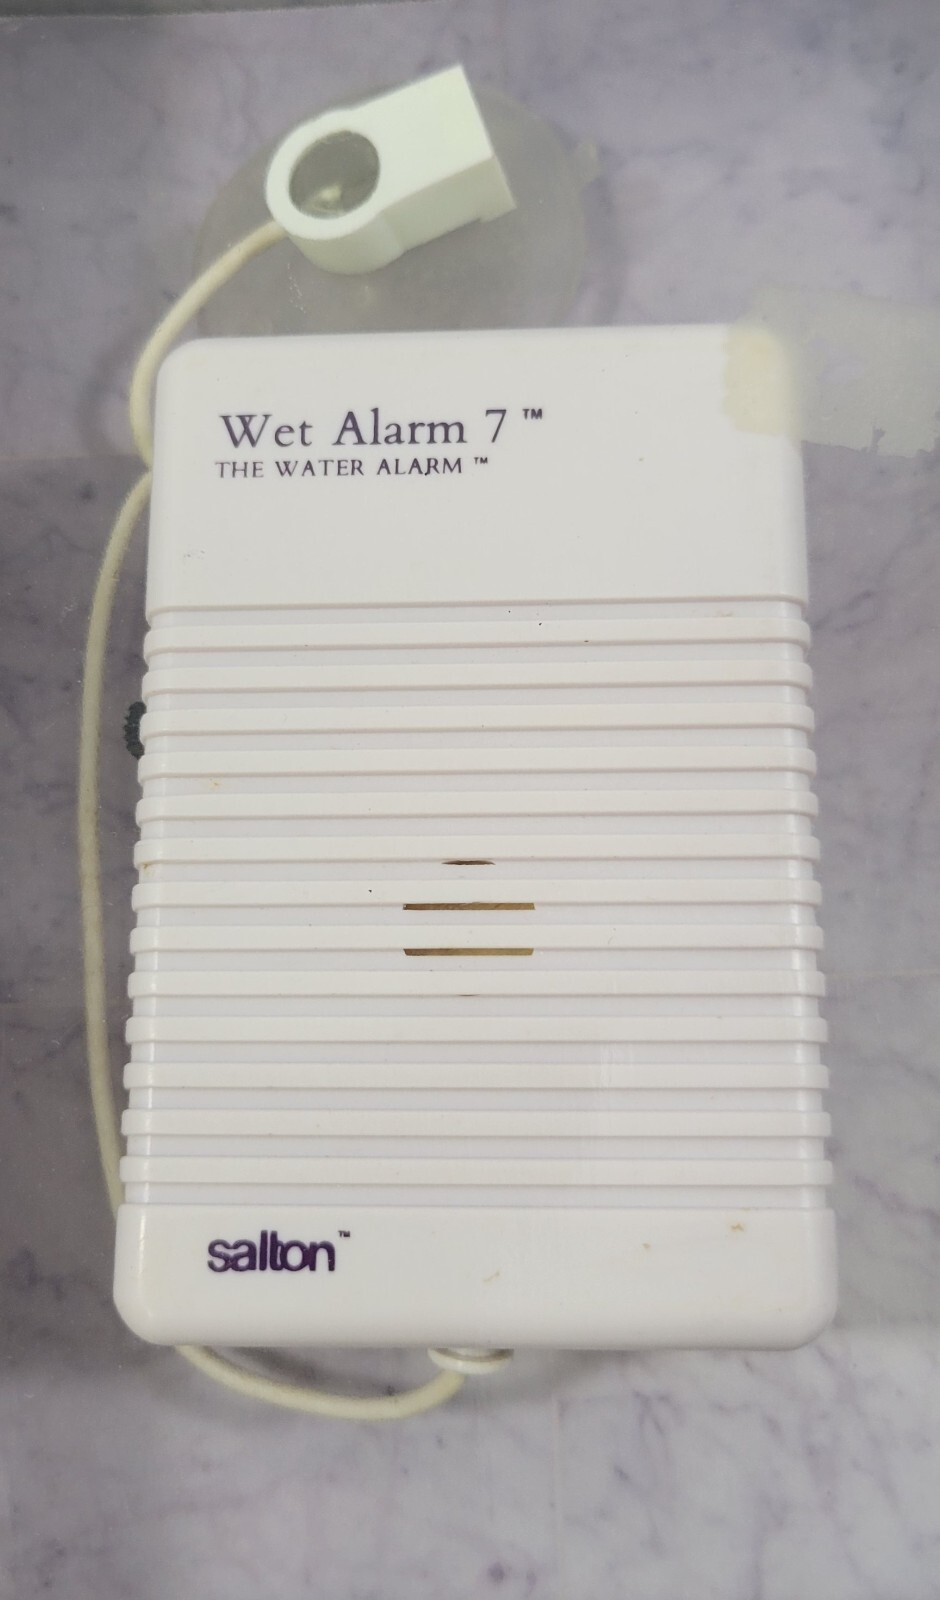 Wet Alarm 7™
THE WATER ALARM™
salton™